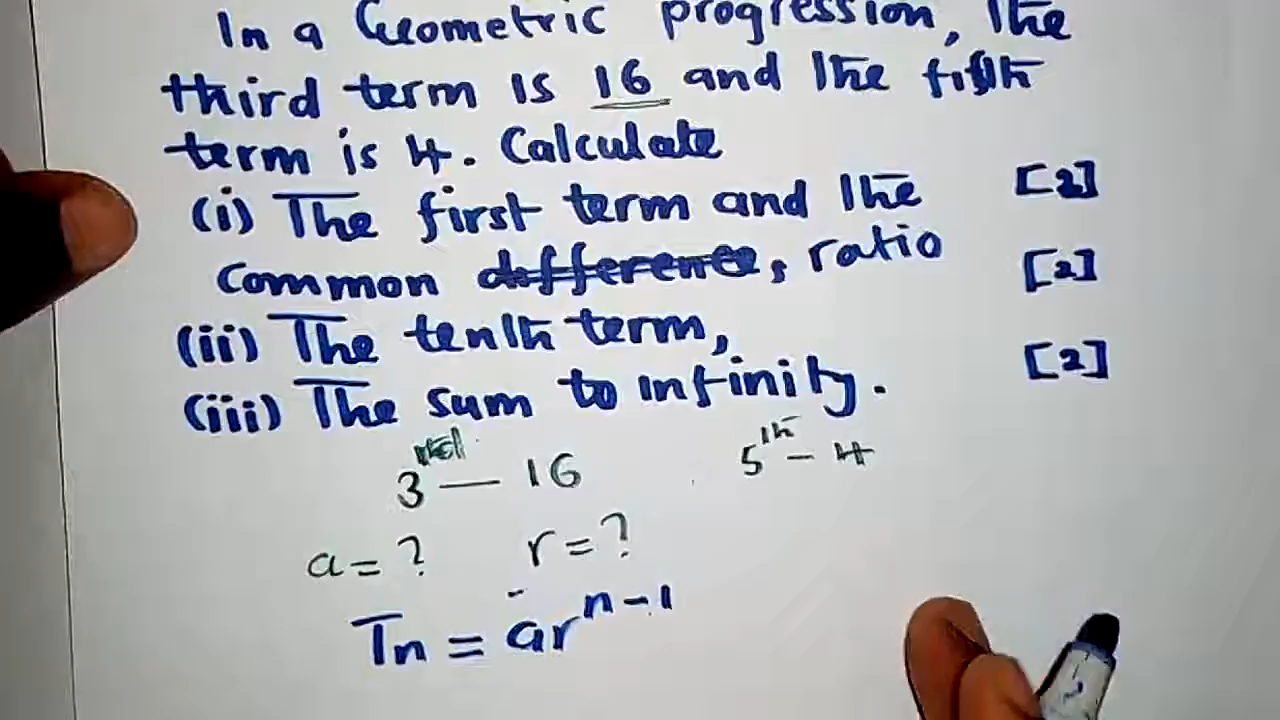 In a Geometric progression, The
third term is 16 and the fifth
term is 4. Calculate
(i) The first term and the [2]
common difference, ratio [2]
(ii) The tenth term,
(iii) The sum to infinity. [2]
3rd — 16 5th - 4
a = ? r = ?
Tn = ar^n-1